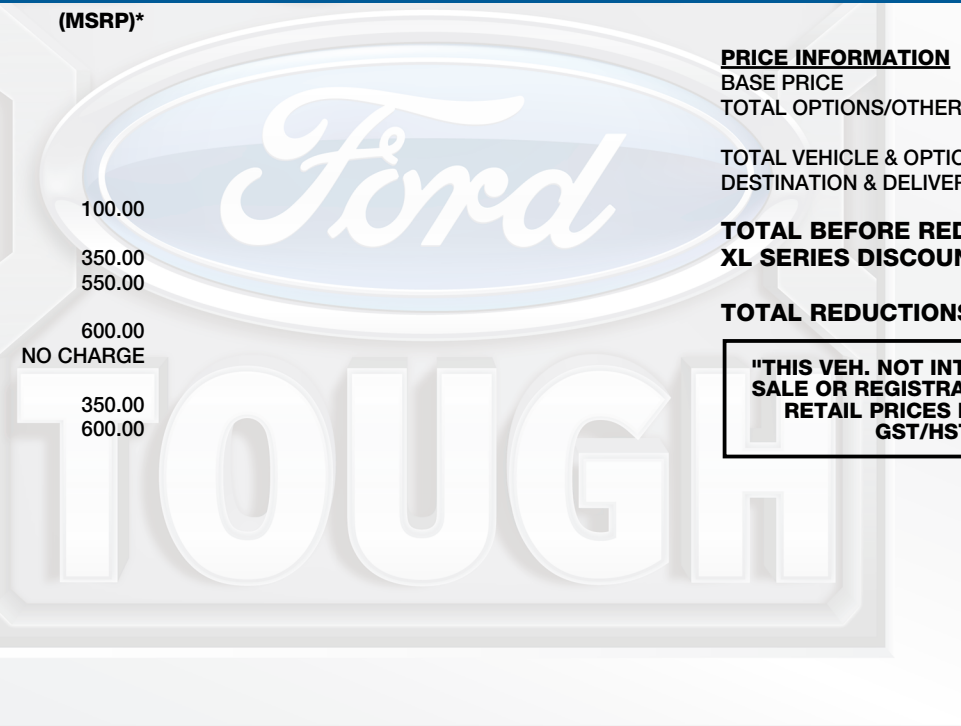 (MSRP)*
100.00
350.00
550.00
600.00
NO CHARGE
350.00
600.00
PRICE INFORMATION
BASE PRICE
TOTAL OPTIONS/OTHER
TOTAL VEHICLE & OPTIO
DESTINATION & DELIVER
TOTAL BEFORE RED
XL SERIES DISCOUN
TOTAL REDUCTIONS
"THIS VEH. NOT INT
SALE OR REGISTRA
RETAIL PRICES
GST/HST
Ford
TOUGH